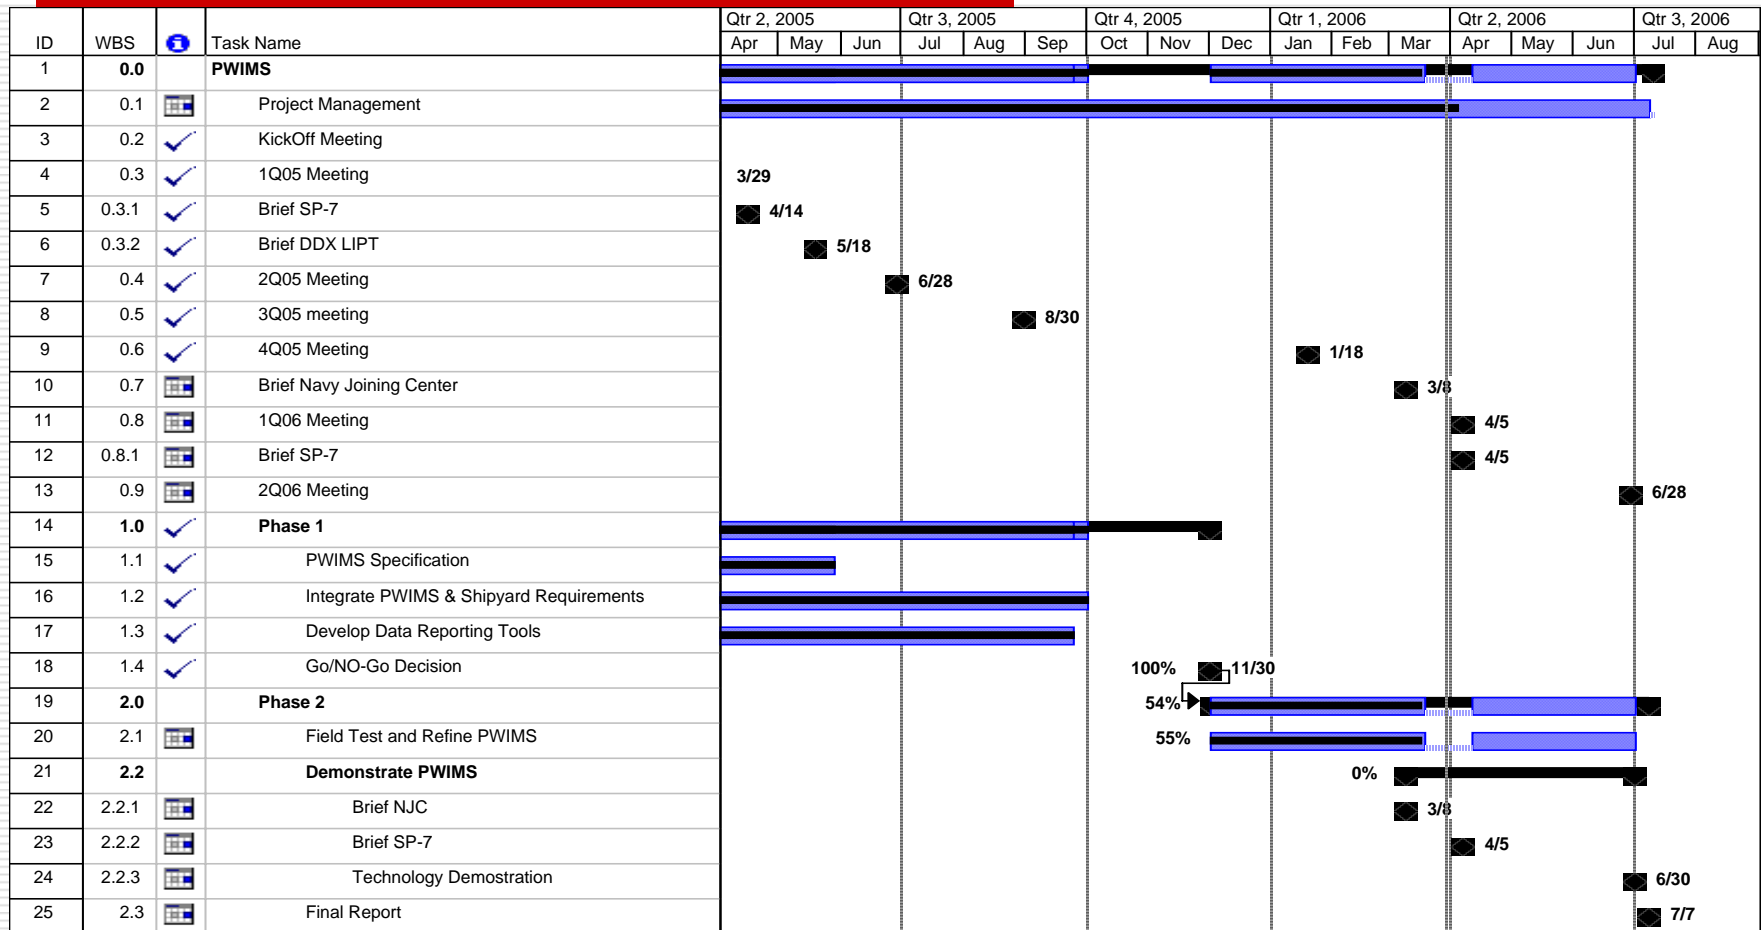 Qtr 2, 2005 Qtr 3, 2005 Qtr 4, 2005 Qtr 1, 2006 Qtr 2, 2006 Qtr 3, 2006
ID WBS Task Name Apr May Jun Jul Aug Sep Oct Nov Dec Jan Feb Mar Apr May Jun Jul Aug
1 0.0 PWIMS
2 0.1 Project Management
3 0.2 KickOff Meeting
4 0.3 1Q05 Meeting 3/29
5 0.3.1 Brief SP-7 4/14
6 0.3.2 Brief DDX LIPT 5/18
7 0.4 2Q05 Meeting 6/28
8 0.5 3Q05 meeting 8/30
9 0.6 4Q05 Meeting 1/18
10 0.7 Brief Navy Joining Center 3/8
11 0.8 1Q06 Meeting 4/5
12 0.8.1 Brief SP-7 4/5
13 0.9 2Q06 Meeting 6/28
14 1.0 Phase 1
15 1.1 PWIMS Specification
16 1.2 Integrate PWIMS & Shipyard Requirements
17 1.3 Develop Data Reporting Tools
18 1.4 Go/NO-Go Decision 100% 11/30
19 2.0 Phase 2 54%
20 2.1 Field Test and Refine PWIMS 55%
21 2.2 Demonstrate PWIMS 0%
22 2.2.1 Brief NJC 3/8
23 2.2.2 Brief SP-7 4/5
24 2.2.3 Technology Demostration 6/30
25 2.3 Final Report 7/7